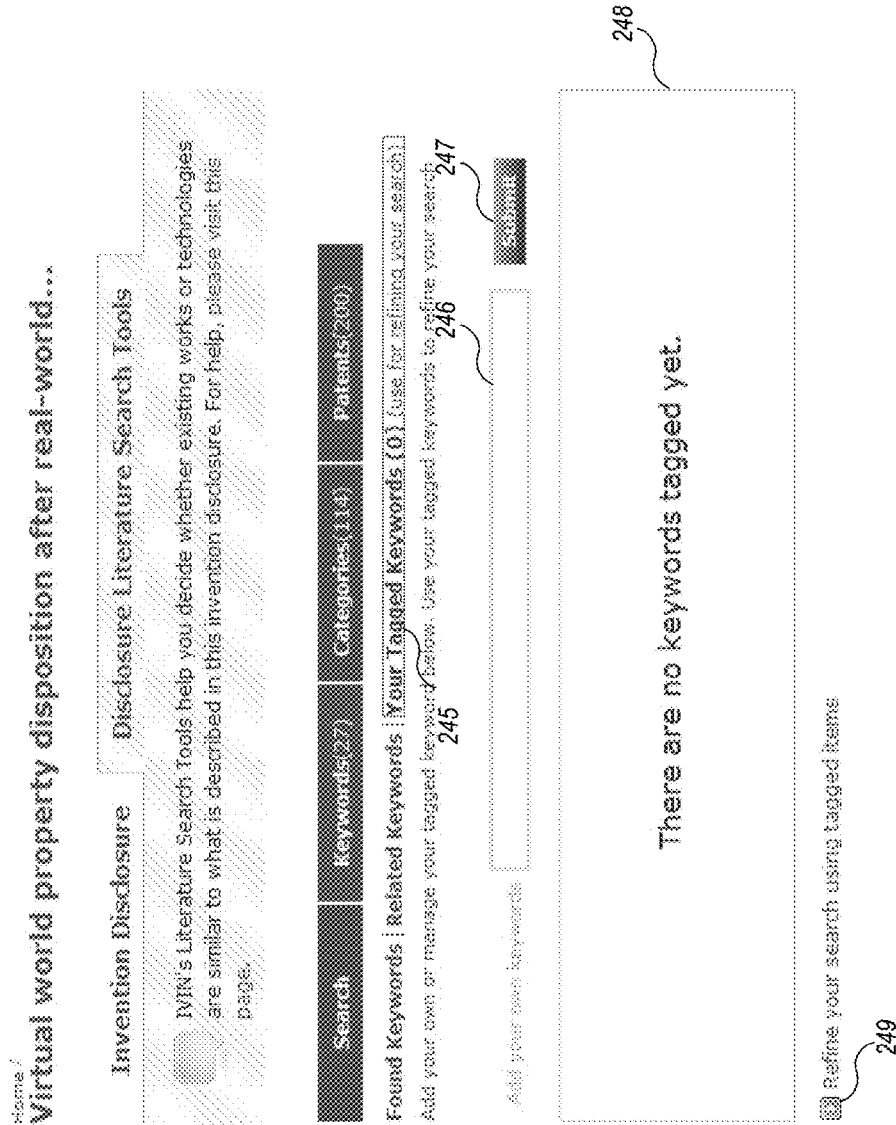 Home /
Virtual world property disposition after real-world...
Invention Disclosure
Disclosure Literature Search Tools
IVIN's Literature Search Tools help you decide whether existing works or technologies
are similar to what is described in this invention disclosure. For help, please visit this
page.
Search
Keywords(27)
Categories(114)
Patents(200)
Found Keywords | Related Keywords | Your Tagged Keywords (0) (use for refining your search)
Add your own or manage your tagged keyword below. Use your tagged keywords to refine your search
245
246
247
Add your own keywords
Submit
248
There are no keywords tagged yet.
249
Refine your search using tagged items